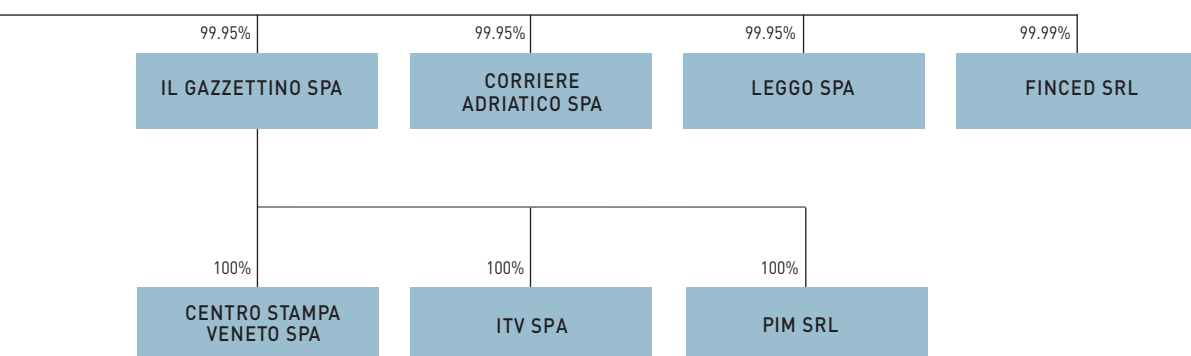 99.95%
99.95%
99.95%
99.99%
IL GAZZETTINO SPA
CORRIERE
ADRIATICO SPA
LEGGO SPA
FINCED SRL
100%
100%
100%
CENTRO STAMPA
VENETO SPA
ITV SPA
PIM SRL